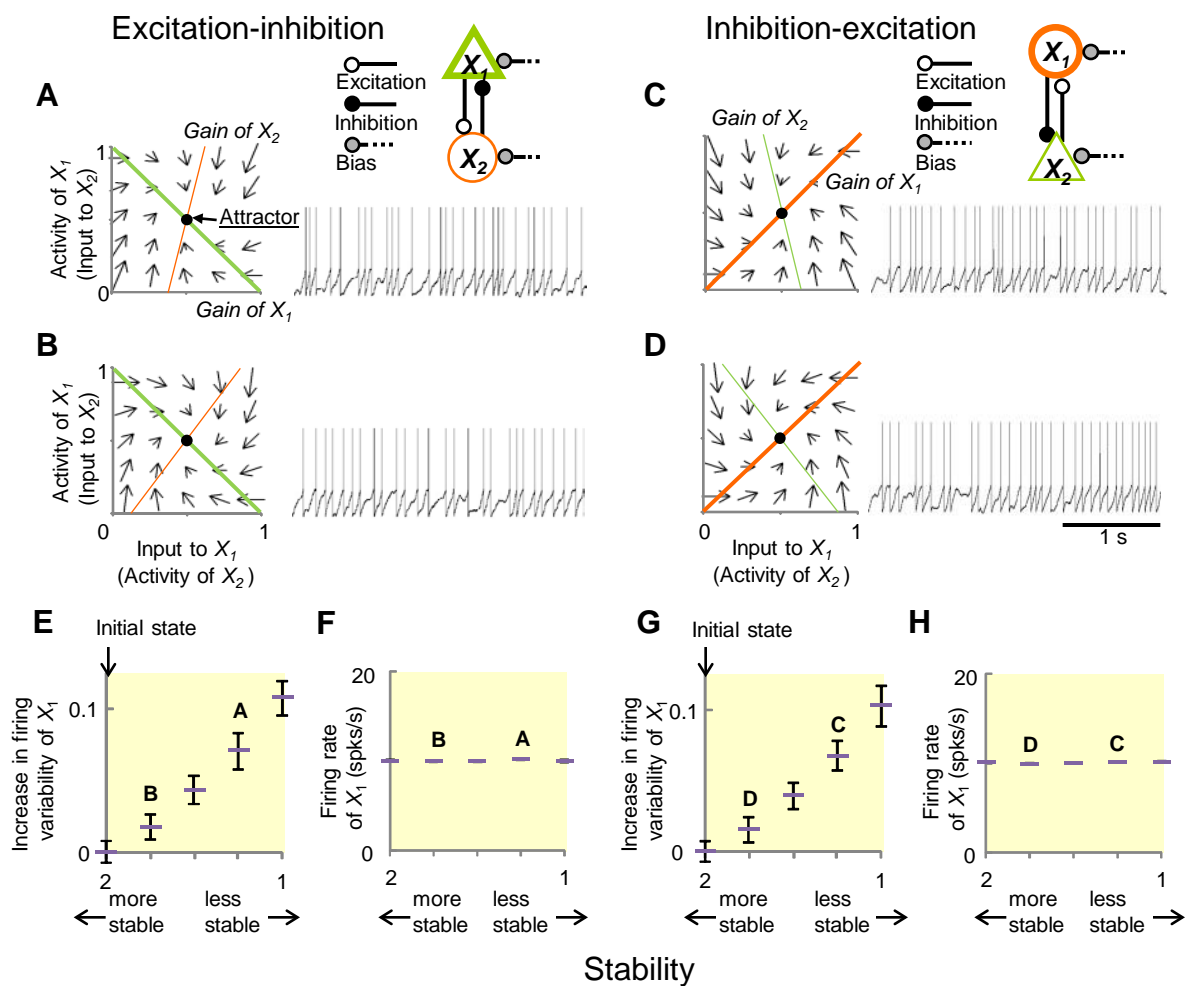 Excitation-inhibition
Inhibition-excitation
A
Excitation
Inhibition
Bias
X1
X2
Gain of X2
1
Activity of X1
(Input to X2)
Attractor
0
Gain of X1
C
Excitation
Inhibition
Bias
X1
X2
Gain of X2
Gain of X1
B
1
Activity of X1
(Input to X2)
0
1
Input to X1
(Activity of X2)
D
0
1
Input to X1
(Activity of X2)
1 s
E
Initial state
Increase in firing
variability of X1
0.1
0
A
B
2
1
more
stable
less
stable
F
Firing rate
of X1 (spks/s)
20
0
B
A
2
1
more
stable
less
stable
G
Initial state
Increase in firing
variability of X1
0.1
0
C
D
2
1
more
stable
less
stable
H
Firing rate
of X1 (spks/s)
20
0
D
C
2
1
more
stable
less
stable
Stability